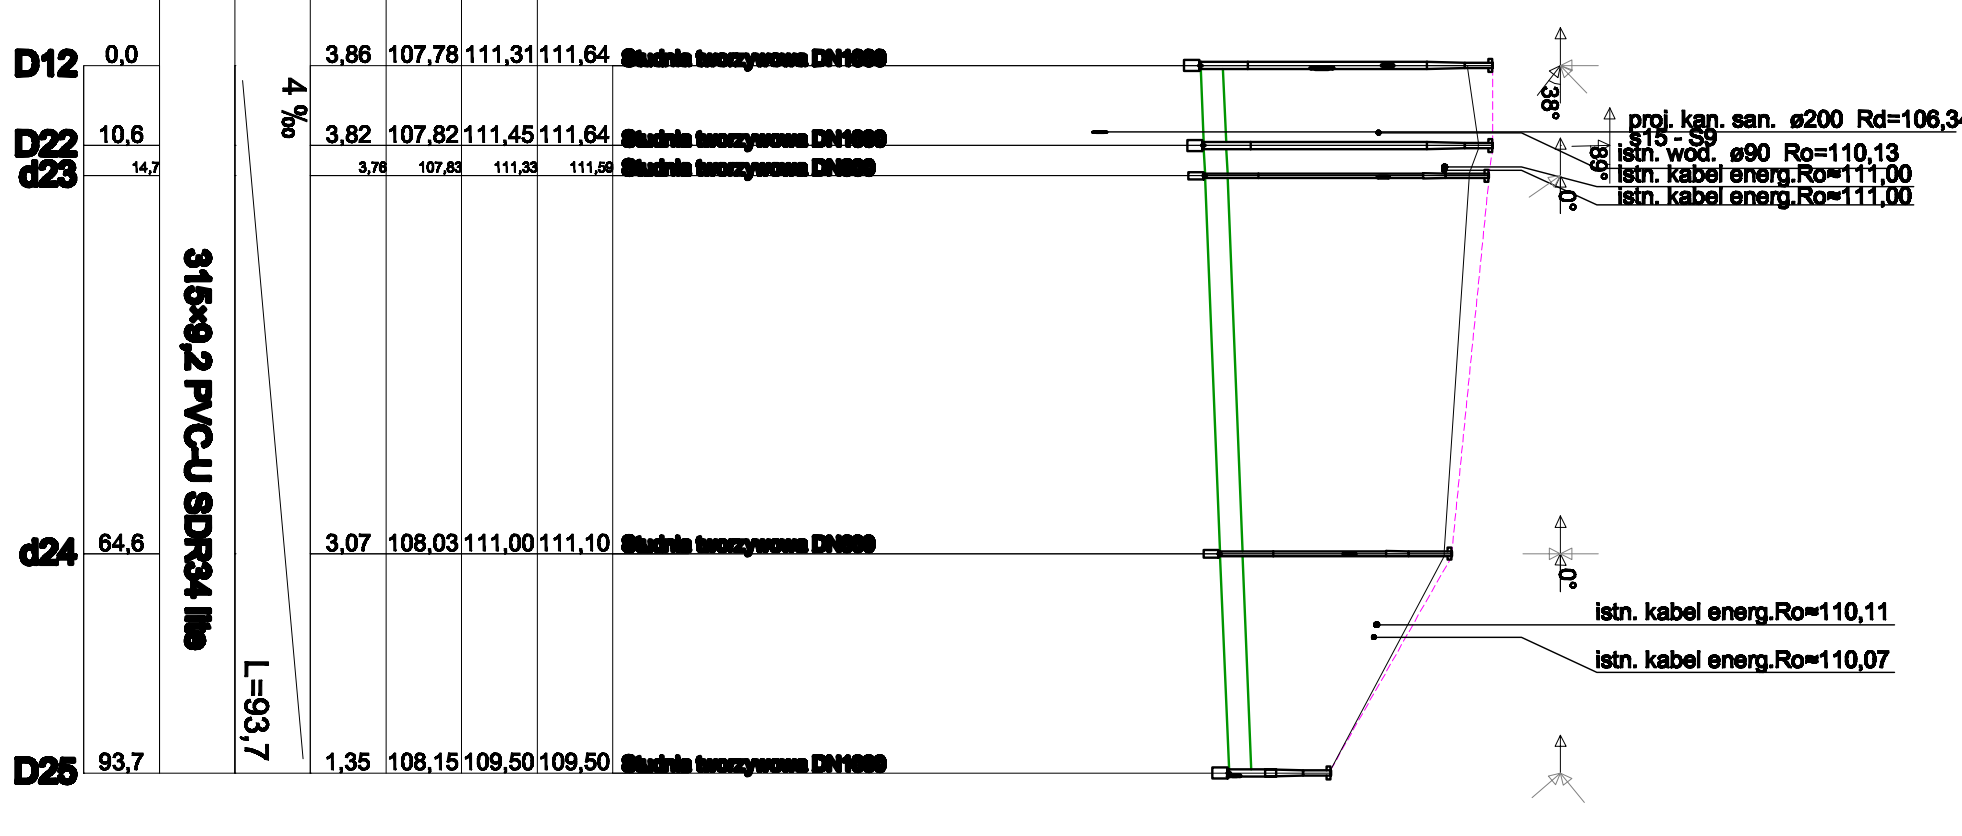 D12 0,0 3,86 107,78 111,31 111,64 Studnia tworzywowa DN1000
4 ‰
38°
proj. kan. san. ø200 Rd=106,34
s15 - S9
D22 10,6 3,82 107,82 111,45 111,64 Studnia tworzywowa DN1000
89°
istn. wod. ø90 Ro=110,13
d23 14,7 3,76 107,83 111,33 111,59 Studnia tworzywowa
istn. kabel energ.Ro≈111,00
istn. kabel energ.Ro≈111,00
0°
315×9,2 PVC-U SDR34 lite
d24 64,6 3,07 108,03 111,00 111,10 Studnia tworzywowa
0°
istn. kabel energ.Ro≈110,11
istn. kabel energ.Ro≈110,07
L=93,7
D25 93,7 1,35 108,15 109,50 109,50 Studnia tworzywowa DN1000